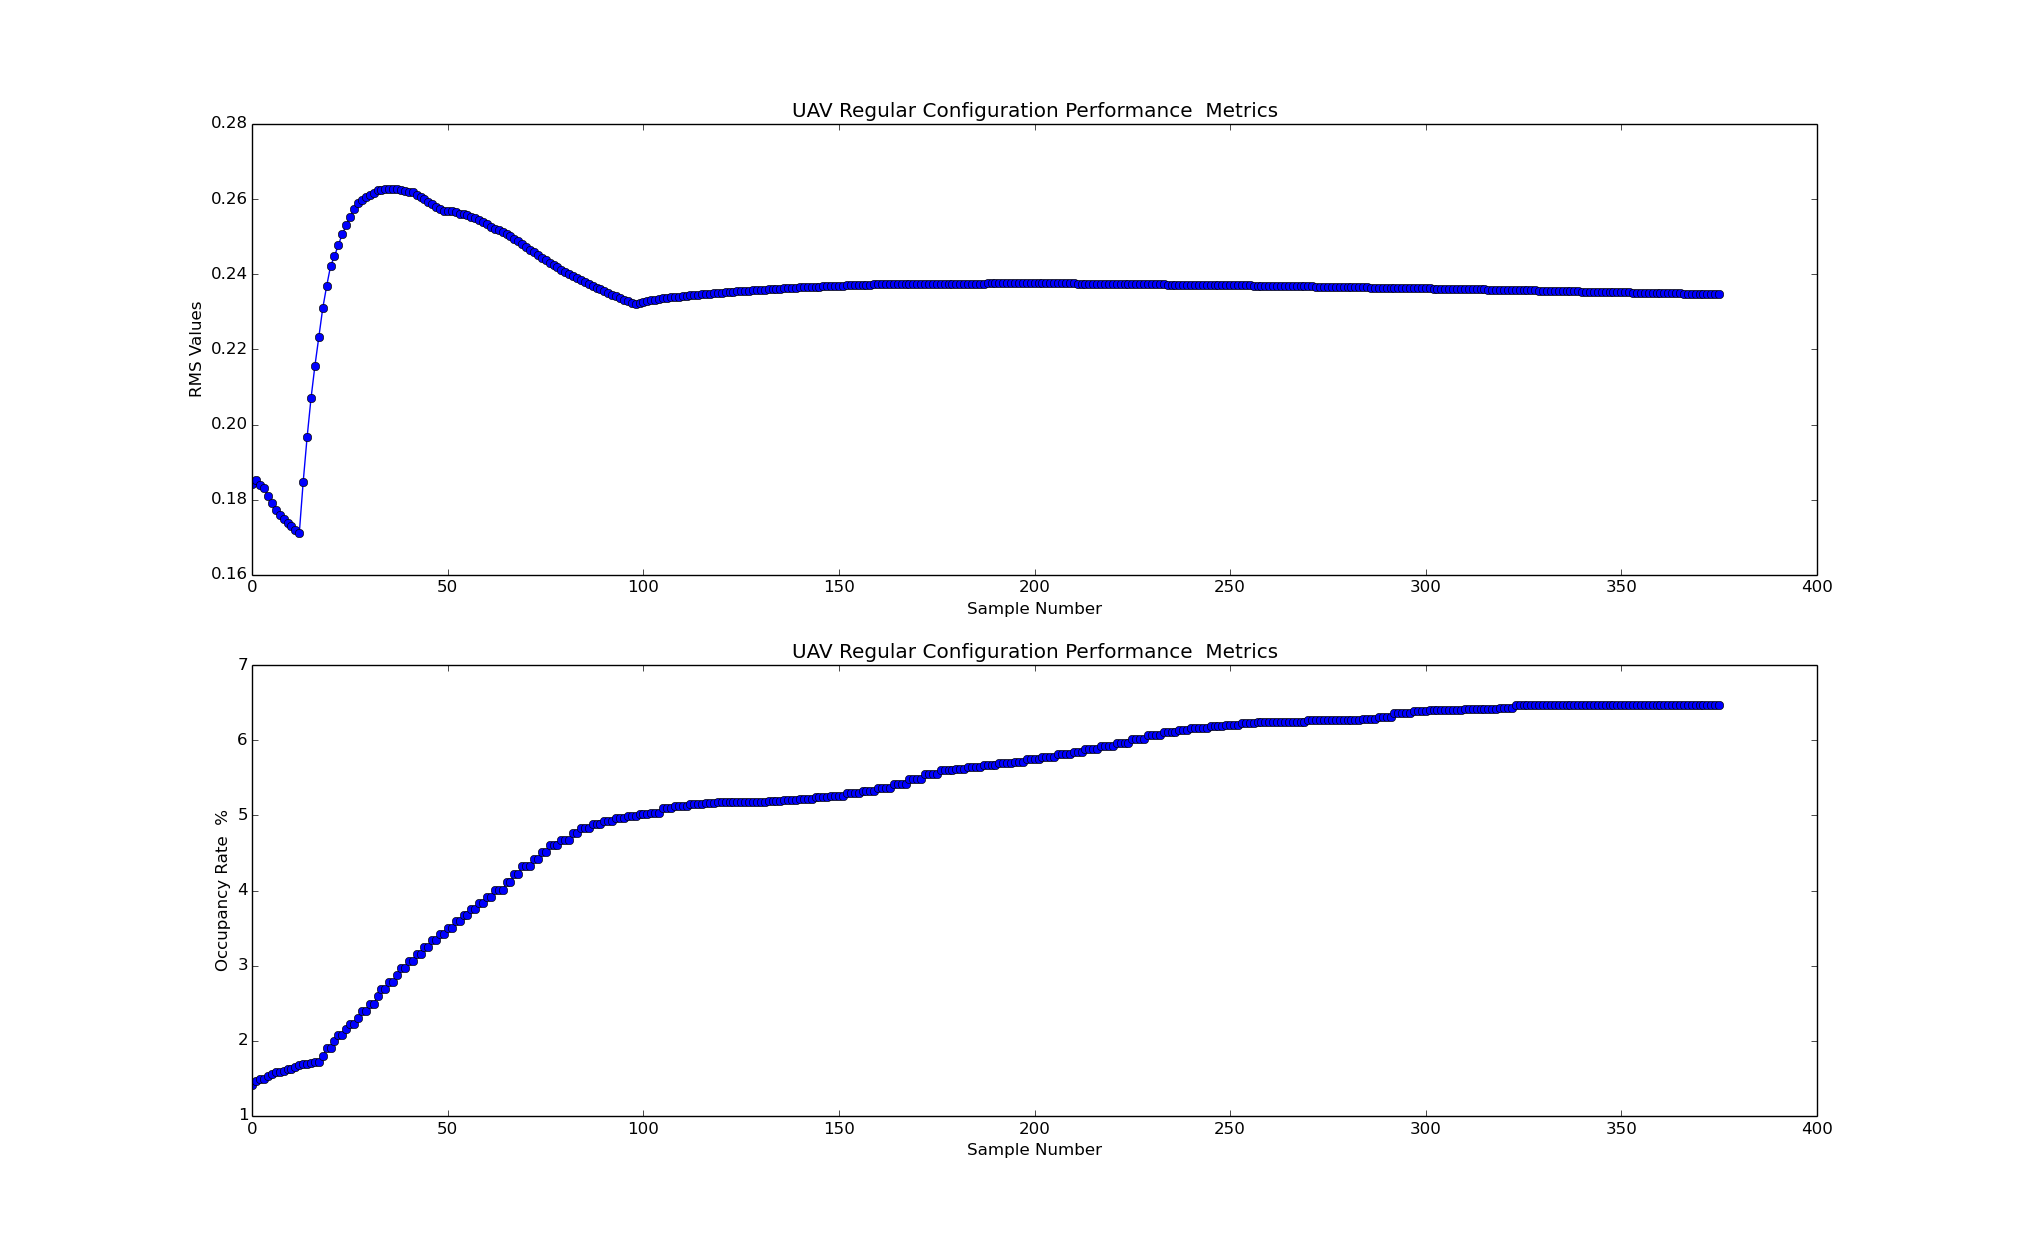 UAV Regular Configuration Performance  Metrics
0.28
0.26
0.24
0.22
0.20
0.18
0.16
RMS Values
0 50 100 150 200 250 300 350 400
Sample Number
UAV Regular Configuration Performance  Metrics
7
6
5
4
3
2
1
Occupancy Rate  %
0 50 100 150 200 250 300 350 400
Sample Number